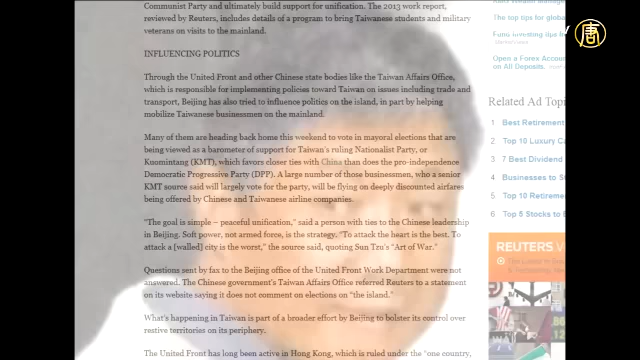 Communist Party and ultimately build support for unification. The 2013 work report,
reviewed by Reuters, includes details of a program to bring Taiwanese students and military
veterans on visits to the mainland.
INFLUENCING POLITICS
Through the United Front and other Chinese state bodies like the Taiwan Affairs Office,
which is responsible for implementing policies toward Taiwan on issues including trade and
transport, Beijing has also tried to influence politics on the island, in part by helping
mobilize Taiwanese businessmen on the mainland.
Many of them are heading back home this weekend to vote in mayoral elections that are
being viewed as a barometer of support for Taiwan's ruling Nationalist Party, or
Kuomintang (KMT), which favors closer ties with China than does the pro-independence
Democratic Progressive Party (DPP). A large number of those businessmen, who a senior
KMT source said will largely vote for the party, will be flying on deeply discounted airfares
being offered by Chinese and Taiwanese airline companies.
"The goal is simple – peaceful unification," said a person with ties to the Chinese leadership
in Beijing. Soft power, not armed force, is the strategy. "To attack the heart is the best. To
attack a [walled] city is the worst," the source said, quoting Sun Tzu's "Art of War."
Questions sent by fax to the Beijing office of the United Front Work Department were not
answered. The Chinese government's Taiwan Affairs Office referred Reuters to a statement
on its website saying it does not comment on elections on "the island."
What's happening in Taiwan is part of a broader effort by Beijing to bolster its control over
restive territories on its periphery.
The United Front has long been active in Hong Kong, which is ruled under the "one country,
The top tips for global
Fund investing tips for
Open a Forex Account
on All Deposits.
Related Ad Topi
1 Best Retirement
2 Top 10 Luxury Ca
3 7 Best Dividend
4 Businesses to S
5 Top 10 Retiremen
6 Top 5 Stocks to B
REUTERS V
唐